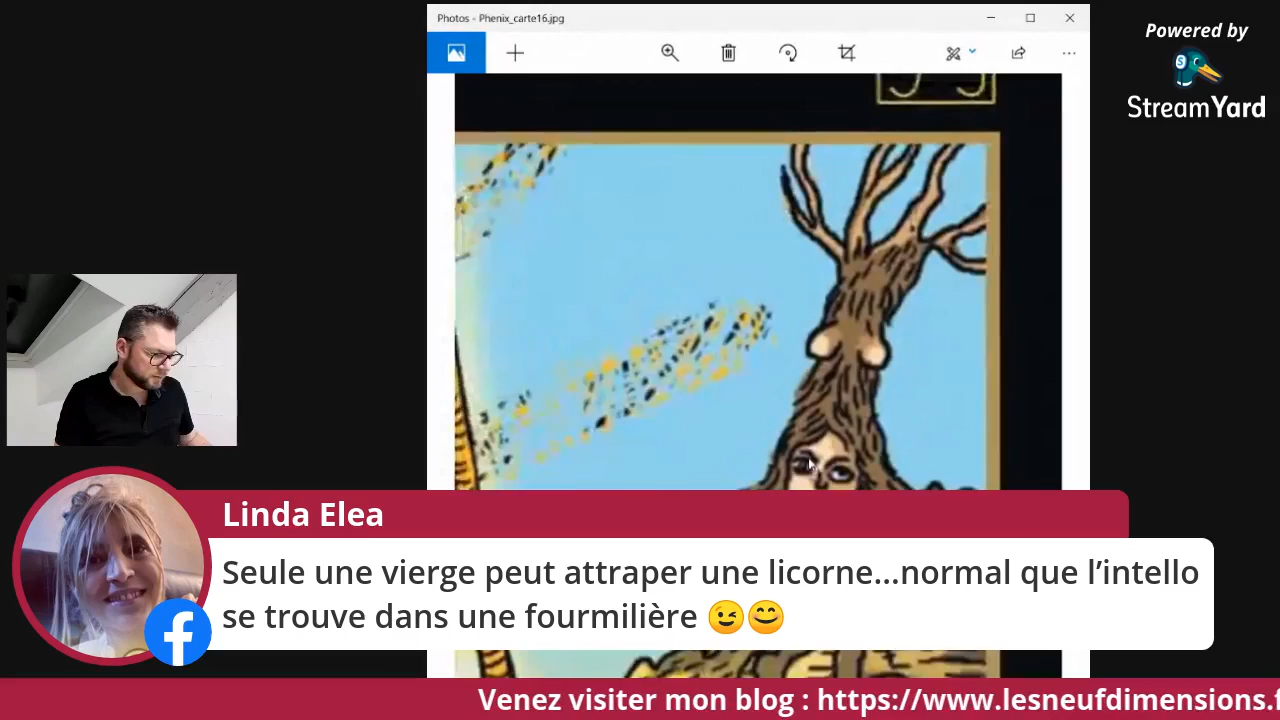 Photos - Phenix_carte16.jpg
Powered by
StreamYard
Linda Elea
Seule une vierge peut attraper une licorne...normal que l'intello
se trouve dans une fourmilière 😉😊
Venez visiter mon blog : https://www.lesneufdimensions.f